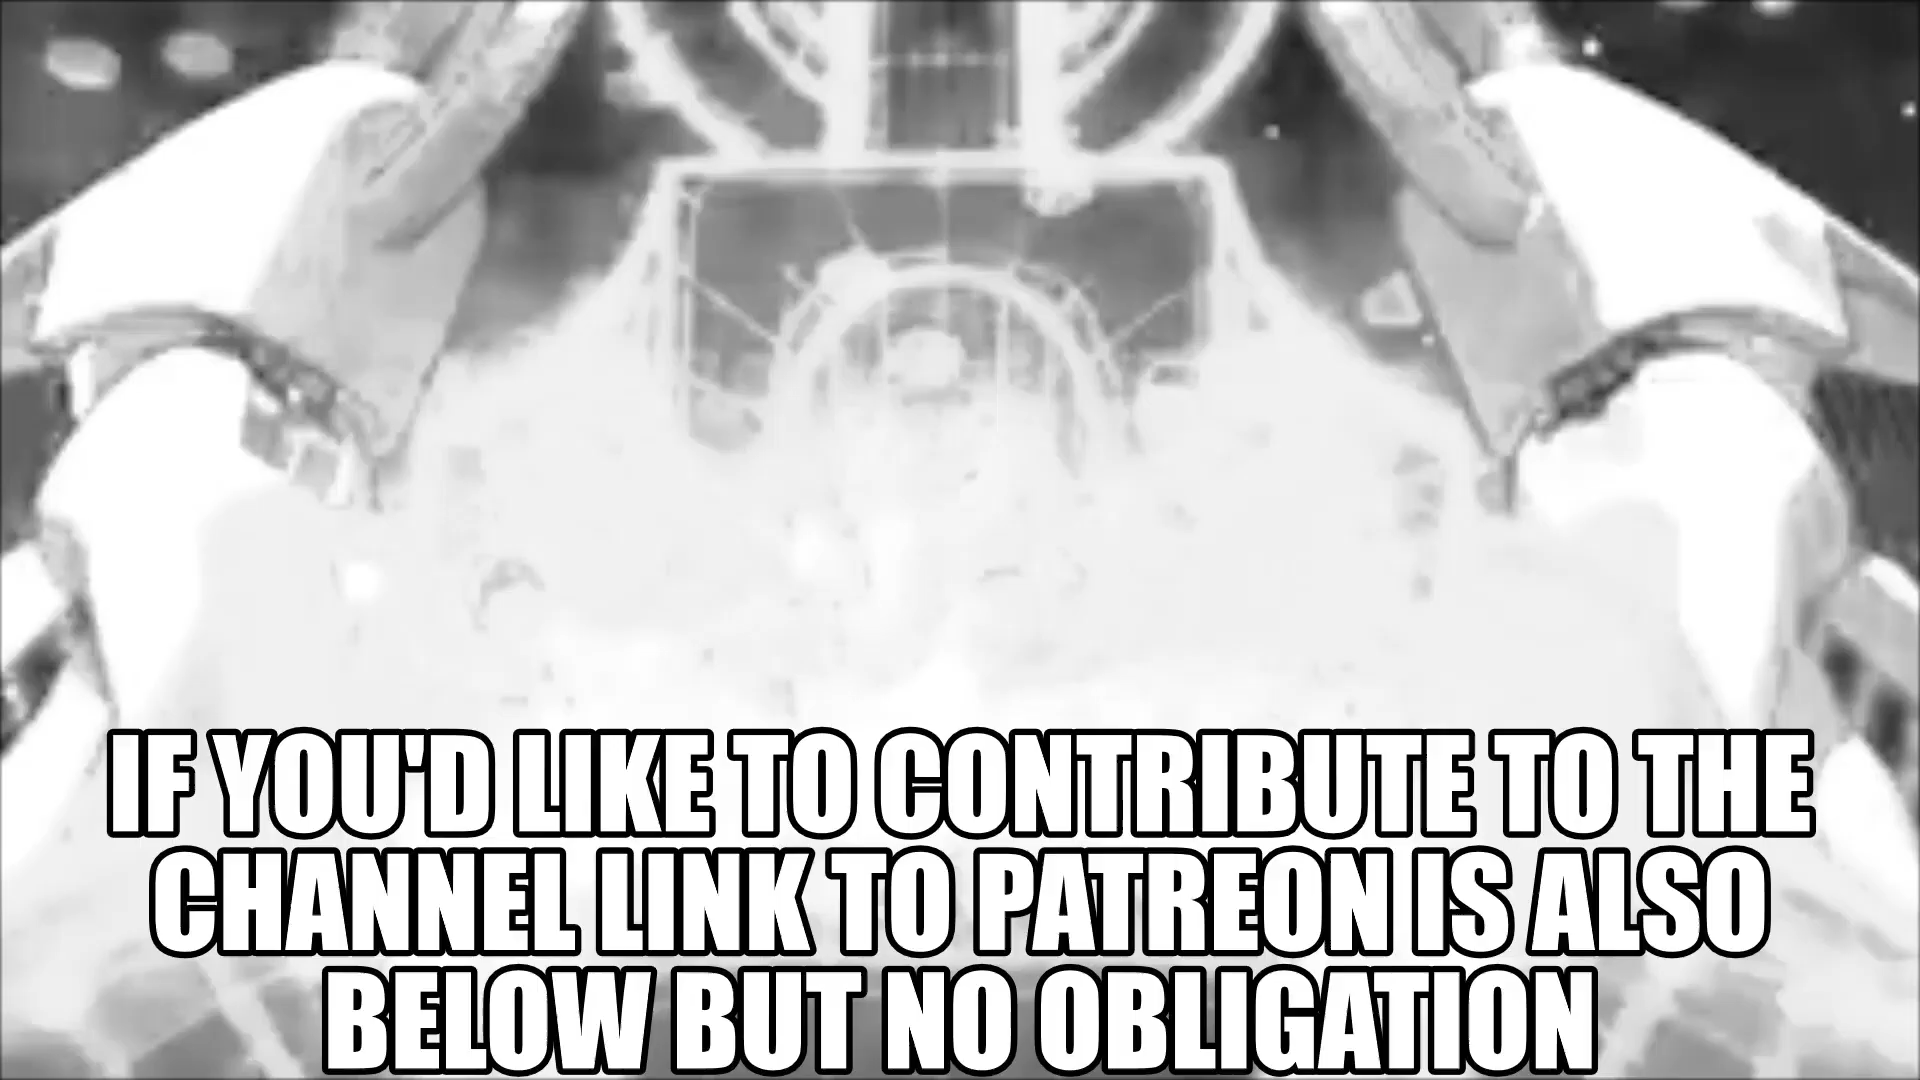 IF YOU'D LIKE TO CONTRIBUTE TO THE
CHANNEL LINK TO PATREON IS ALSO
BELOW BUT NO OBLIGATION